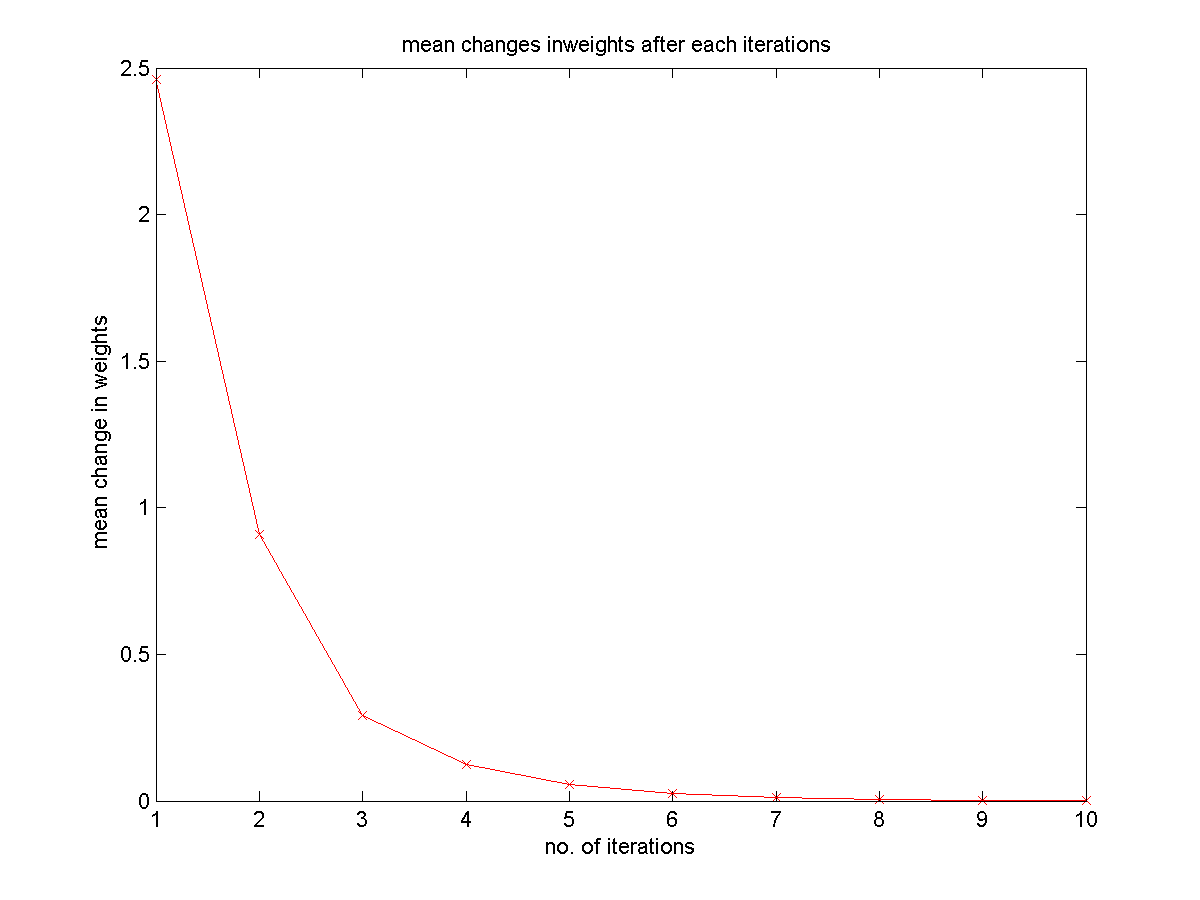 mean changes inweights after each iterations
2.5
2
1.5
1
0.5
0
mean change in weights
1 2 3 4 5 6 7 8 9 10
no. of iterations